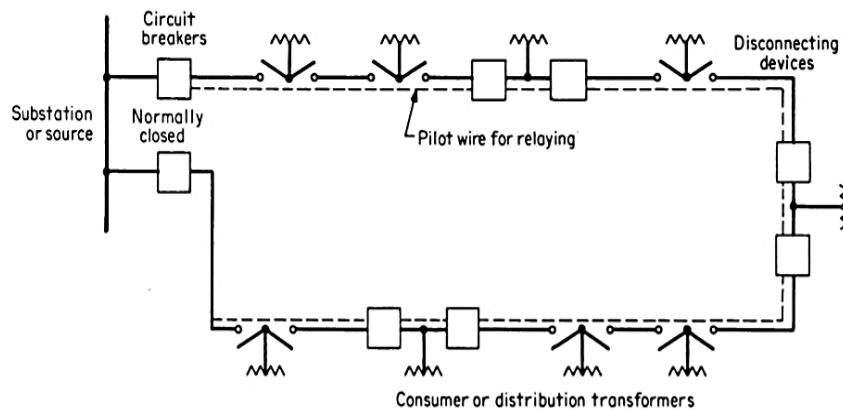 Circuit
breakers
Disconnecting
devices
Substation
or source
Normally
closed
Pilot wire for relaying
Consumer or distribution transformers